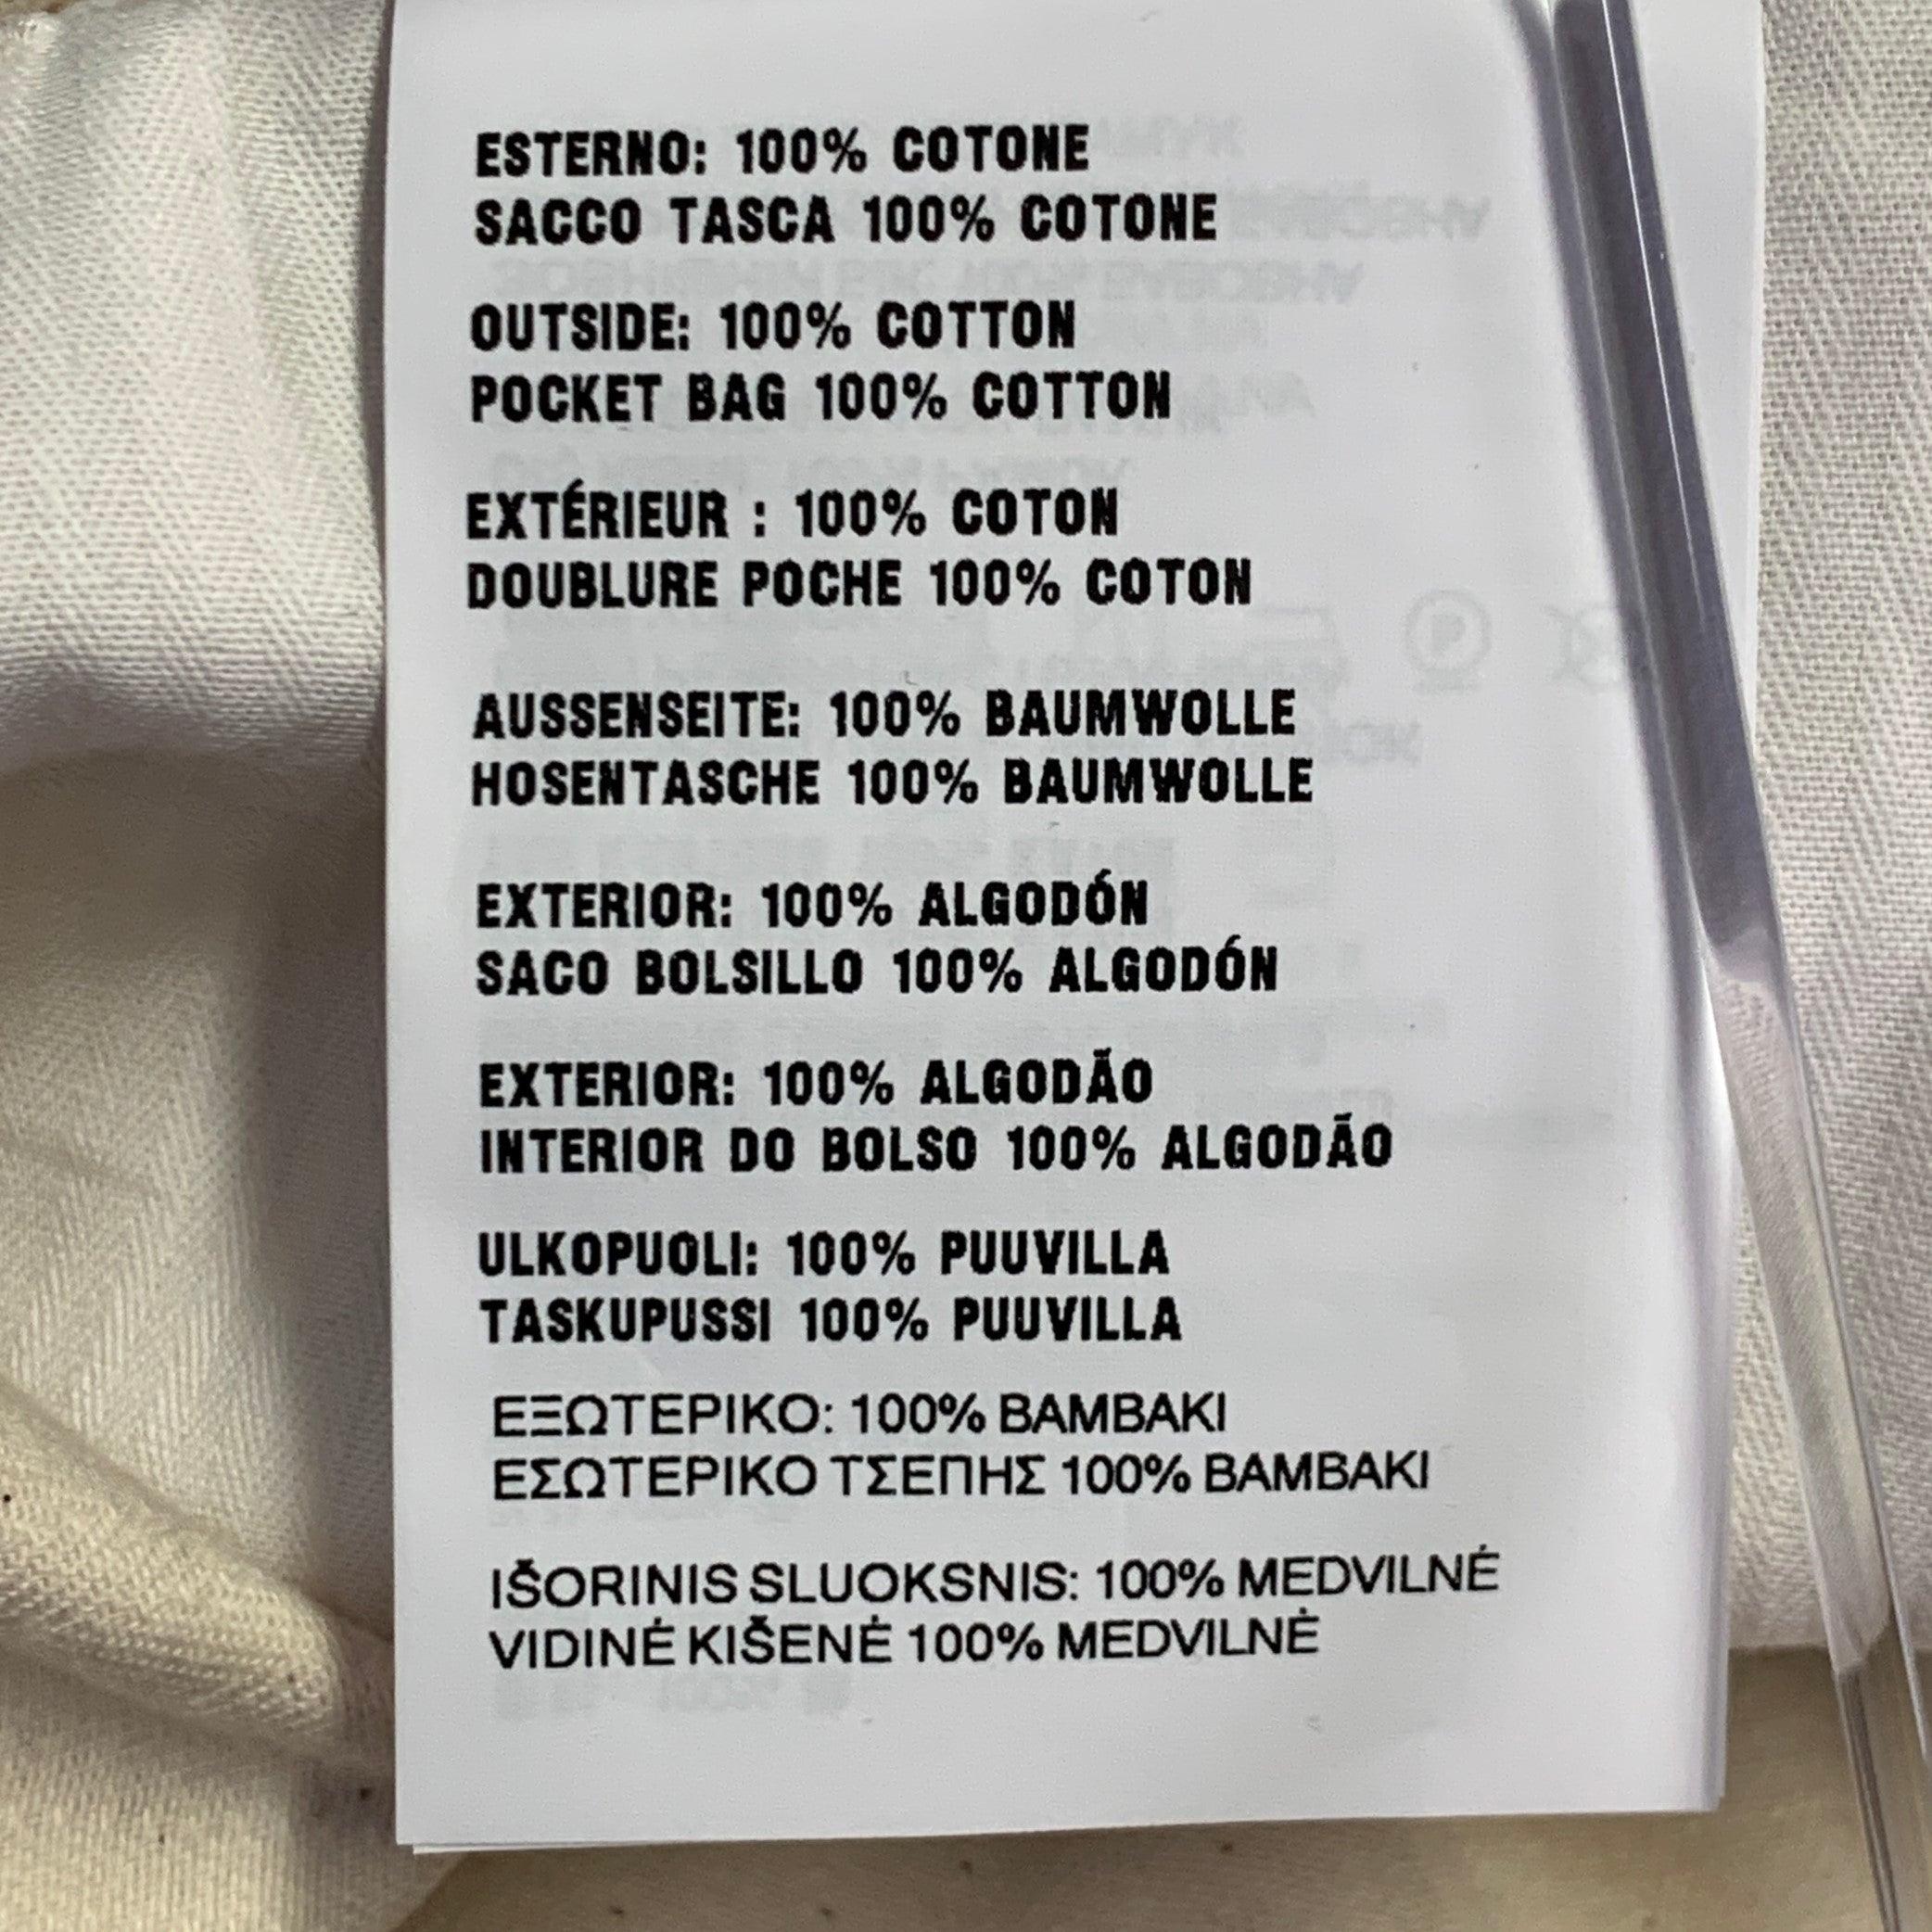 ESTERNO: 100% COTONE
SACCO TASCA 100% COTONE
OUTSIDE: 100% COTTON
POCKET BAG 100% COTTON
EXTÉRIEUR : 100% COTON
DOUBLURE POCHE 100% COTON
AUSSENSEITE: 100% BAUMWOLLE
HOSENTASCHE 100% BAUMWOLLE
EXTERIOR: 100% ALGODÓN
SACO BOLSILLO 100% ALGODÓN
EXTERIOR: 100% ALGODÃO
INTERIOR DO BOLSO 100% ALGODÃO
ULKOPUOLI: 100% PUUVILLA
TASKUPUSSI 100% PUUVILLA
ΕΞΩΤΕΡΙΚΟ: 100% ΒΑΜΒΑΚΙ
ΕΣΩΤΕΡΙΚΟ ΤΣΕΠΗΣ 100% ΒΑΜΒΑΚΙ
IŠORINIS SLUOKSNIS: 100% MEDVILNĖ
VIDINĖ KIŠENĖ 100% MEDVILNĖ